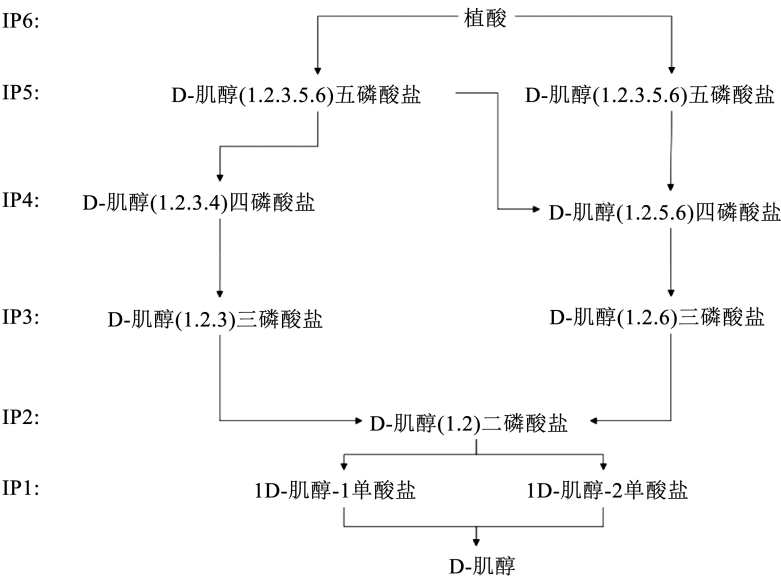 IP6: 植酸
IP5: D-肌醇(1.2.3.5.6)五磷酸盐 D-肌醇(1.2.3.5.6)五磷酸盐
IP4: D-肌醇(1.2.3.4)四磷酸盐 D-肌醇(1.2.5.6)四磷酸盐
IP3: D-肌醇(1.2.3)三磷酸盐 D-肌醇(1.2.6)三磷酸盐
IP2: D-肌醇(1.2)二磷酸盐
IP1: 1D-肌醇-1单酸盐 1D-肌醇-2单酸盐
D-肌醇